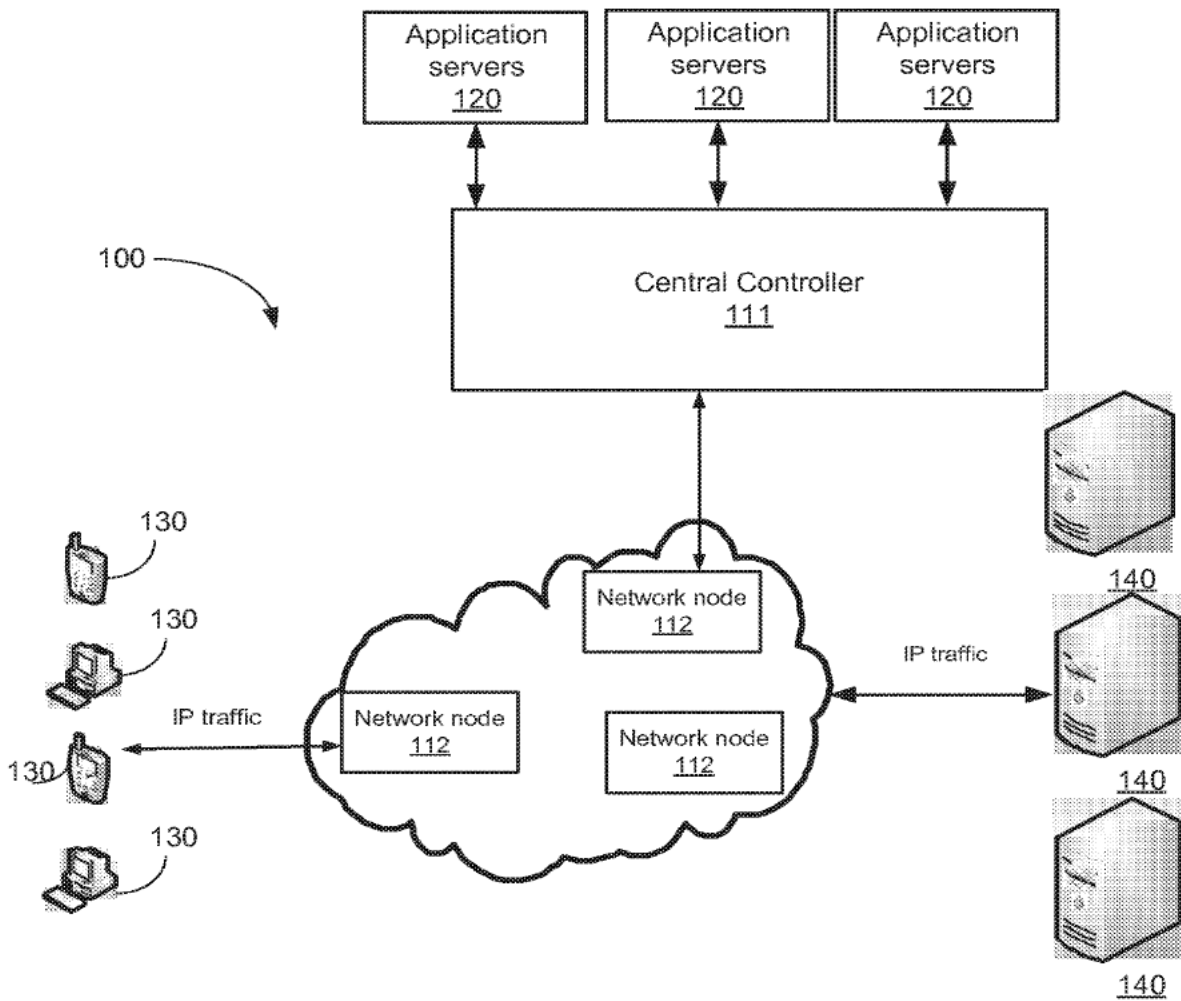 Application
servers
120
Application
servers
120
Application
servers
120
100
Central Controller
111
130
Network node
112
140
130
IP traffic
IP traffic
Network node
112
Network node
112
130
140
130
140